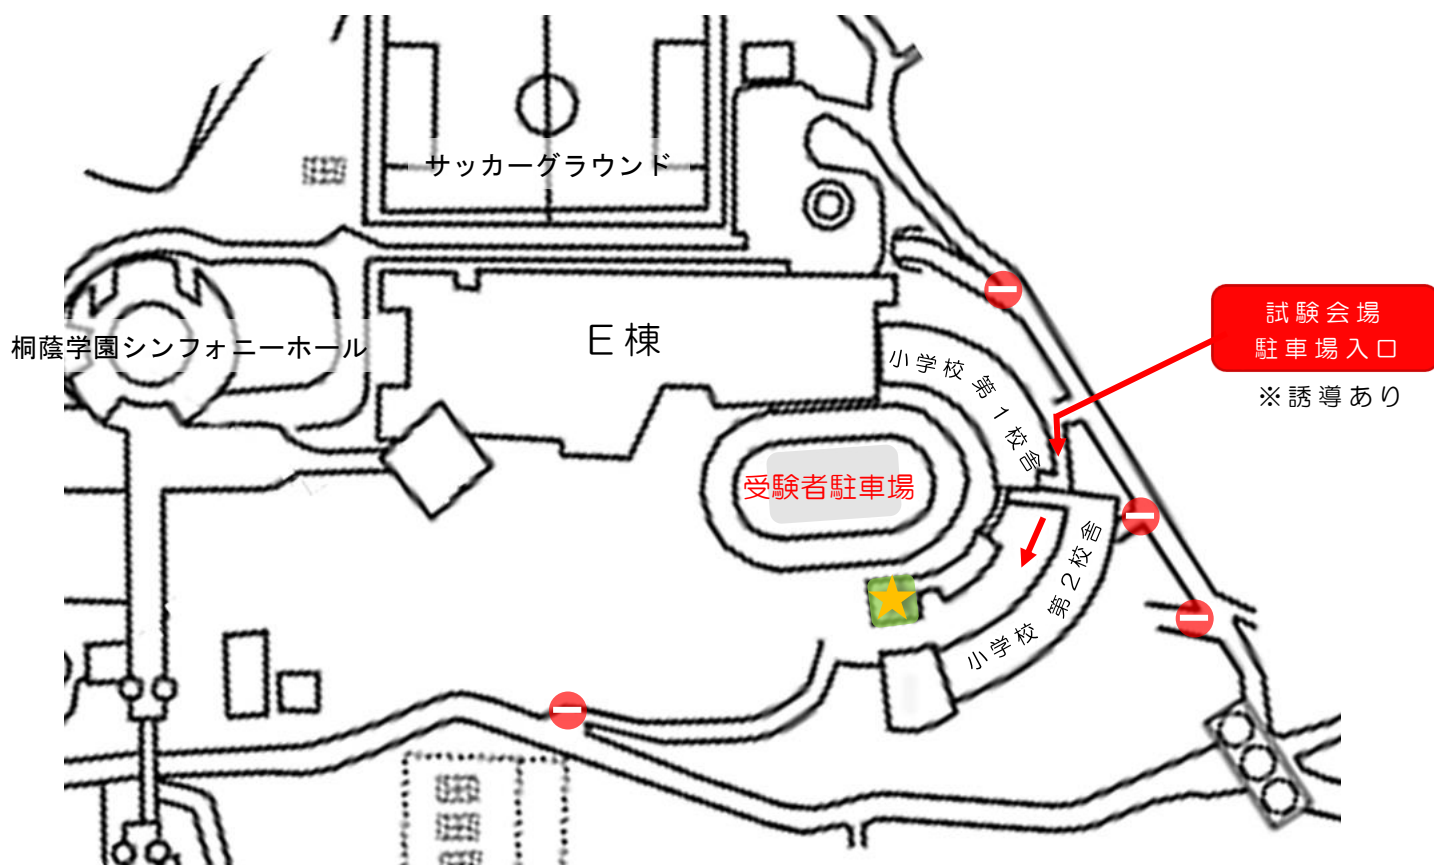 サッカーグラウンド
試験会場
駐車場入口
※誘導あり
桐蔭学園シンフォニーホール
E棟
小学校 第1校舎
受験者駐車場
小学校 第2校舎